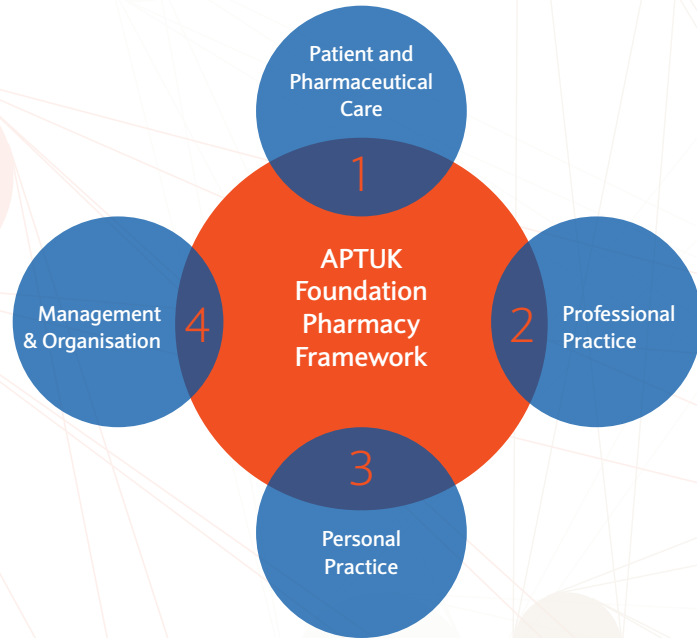 Patient and
Pharmaceutical
Care
1
APTUK
Foundation
Pharmacy
Framework
Management
& Organisation
4
2
Professional
Practice
3
Personal
Practice